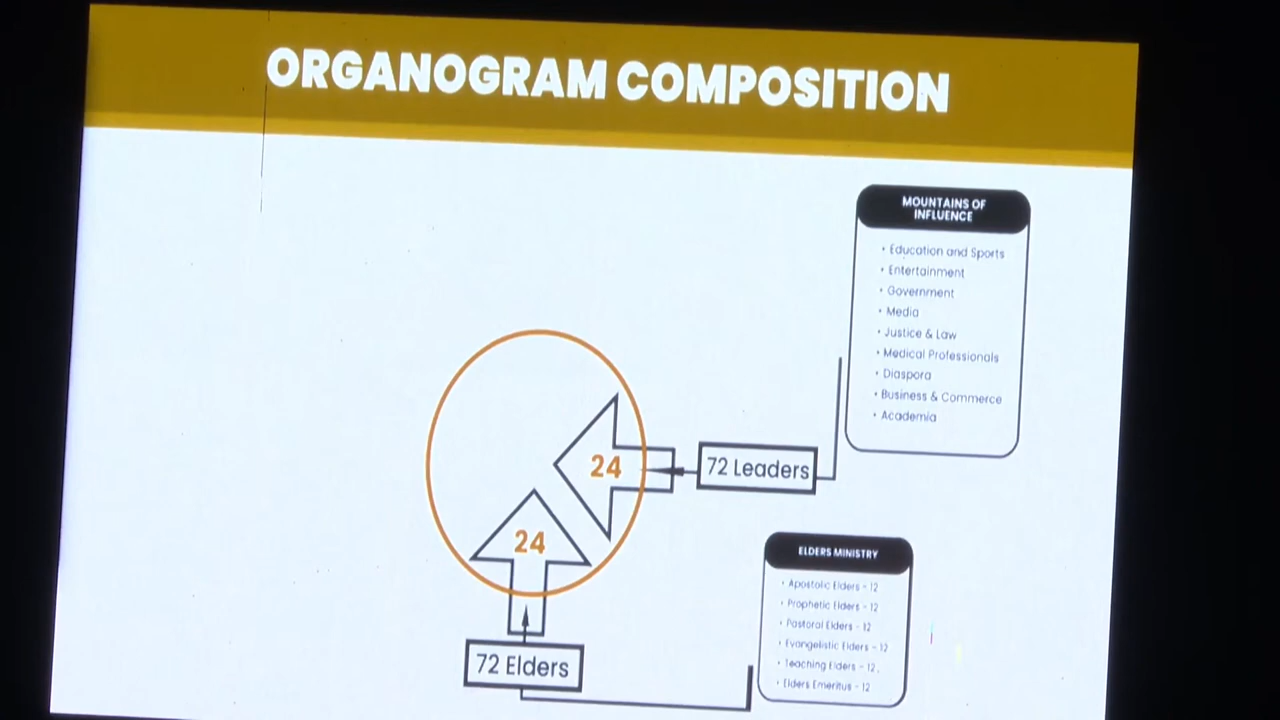 ORGANOGRAM COMPOSITION
MOUNTAINS OF
INFLUENCE
• Education and Sports
• Entertainment
• Government
• Media
• Justice & Law
• Medical Professionals
• Diaspora
• Business & Commerce
• Academia
24
72 Leaders
24
72 Elders
ELDERS MINISTRY
• Apostolic Elders - 12
• Prophetic Elders - 12
• Pastoral Elders - 12
• Evangelistic Elders - 12
• Teaching Elders - 12.
• Elders Emeritus - 12